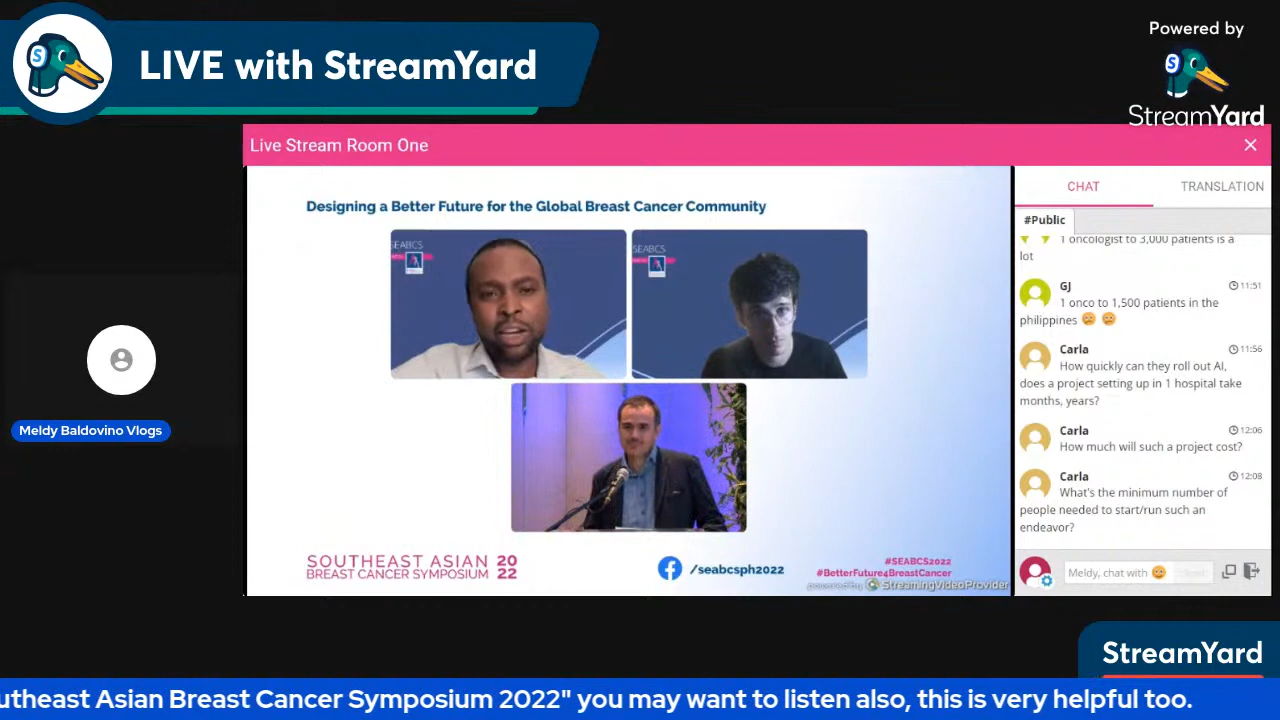 LIVE with StreamYard
Powered by
StreamYard
Live Stream Room One
Designing a Better Future for the Global Breast Cancer Community
SEABCS
SEABCS
SOUTHEAST ASIAN
BREAST CANCER SYMPOSIUM
20
22
/seabcsph2022
#SEABCS2022
#BetterFuture4BreastCancer
powered by StreamingVideoProvider
CHAT
TRANSLATION
#Public
1 oncologist to 3,000 patients is a
lot
GJ
11:51
1 onco to 1,500 patients in the
philippines
Carla
11:56
How quickly can they roll out AI,
does a project setting up in 1 hospital take
months, years?
Carla
12:06
How much will such a project cost?
Carla
12:08
What's the minimum number of
people needed to start/run such an
endeavor?
Meldy, chat with
Send
Meldy Baldovino Vlogs
StreamYard
utheast Asian Breast Cancer Symposium 2022" you may want to listen also, this is very helpful too.